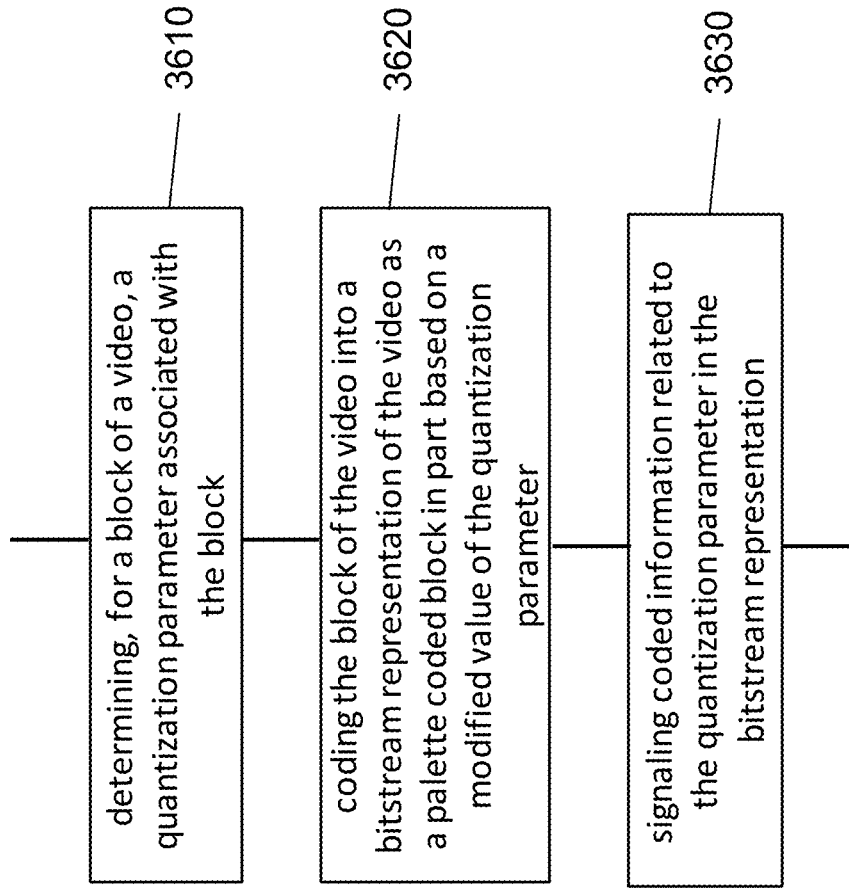 determining, for a block of a video, a
quantization parameter associated with
the block
3610
coding the block of the video into a
bitstream representation of the video as
a palette coded block in part based on a
modified value of the quantization
parameter
3620
signaling coded information related to
the quantization parameter in the
bitstream representation
3630